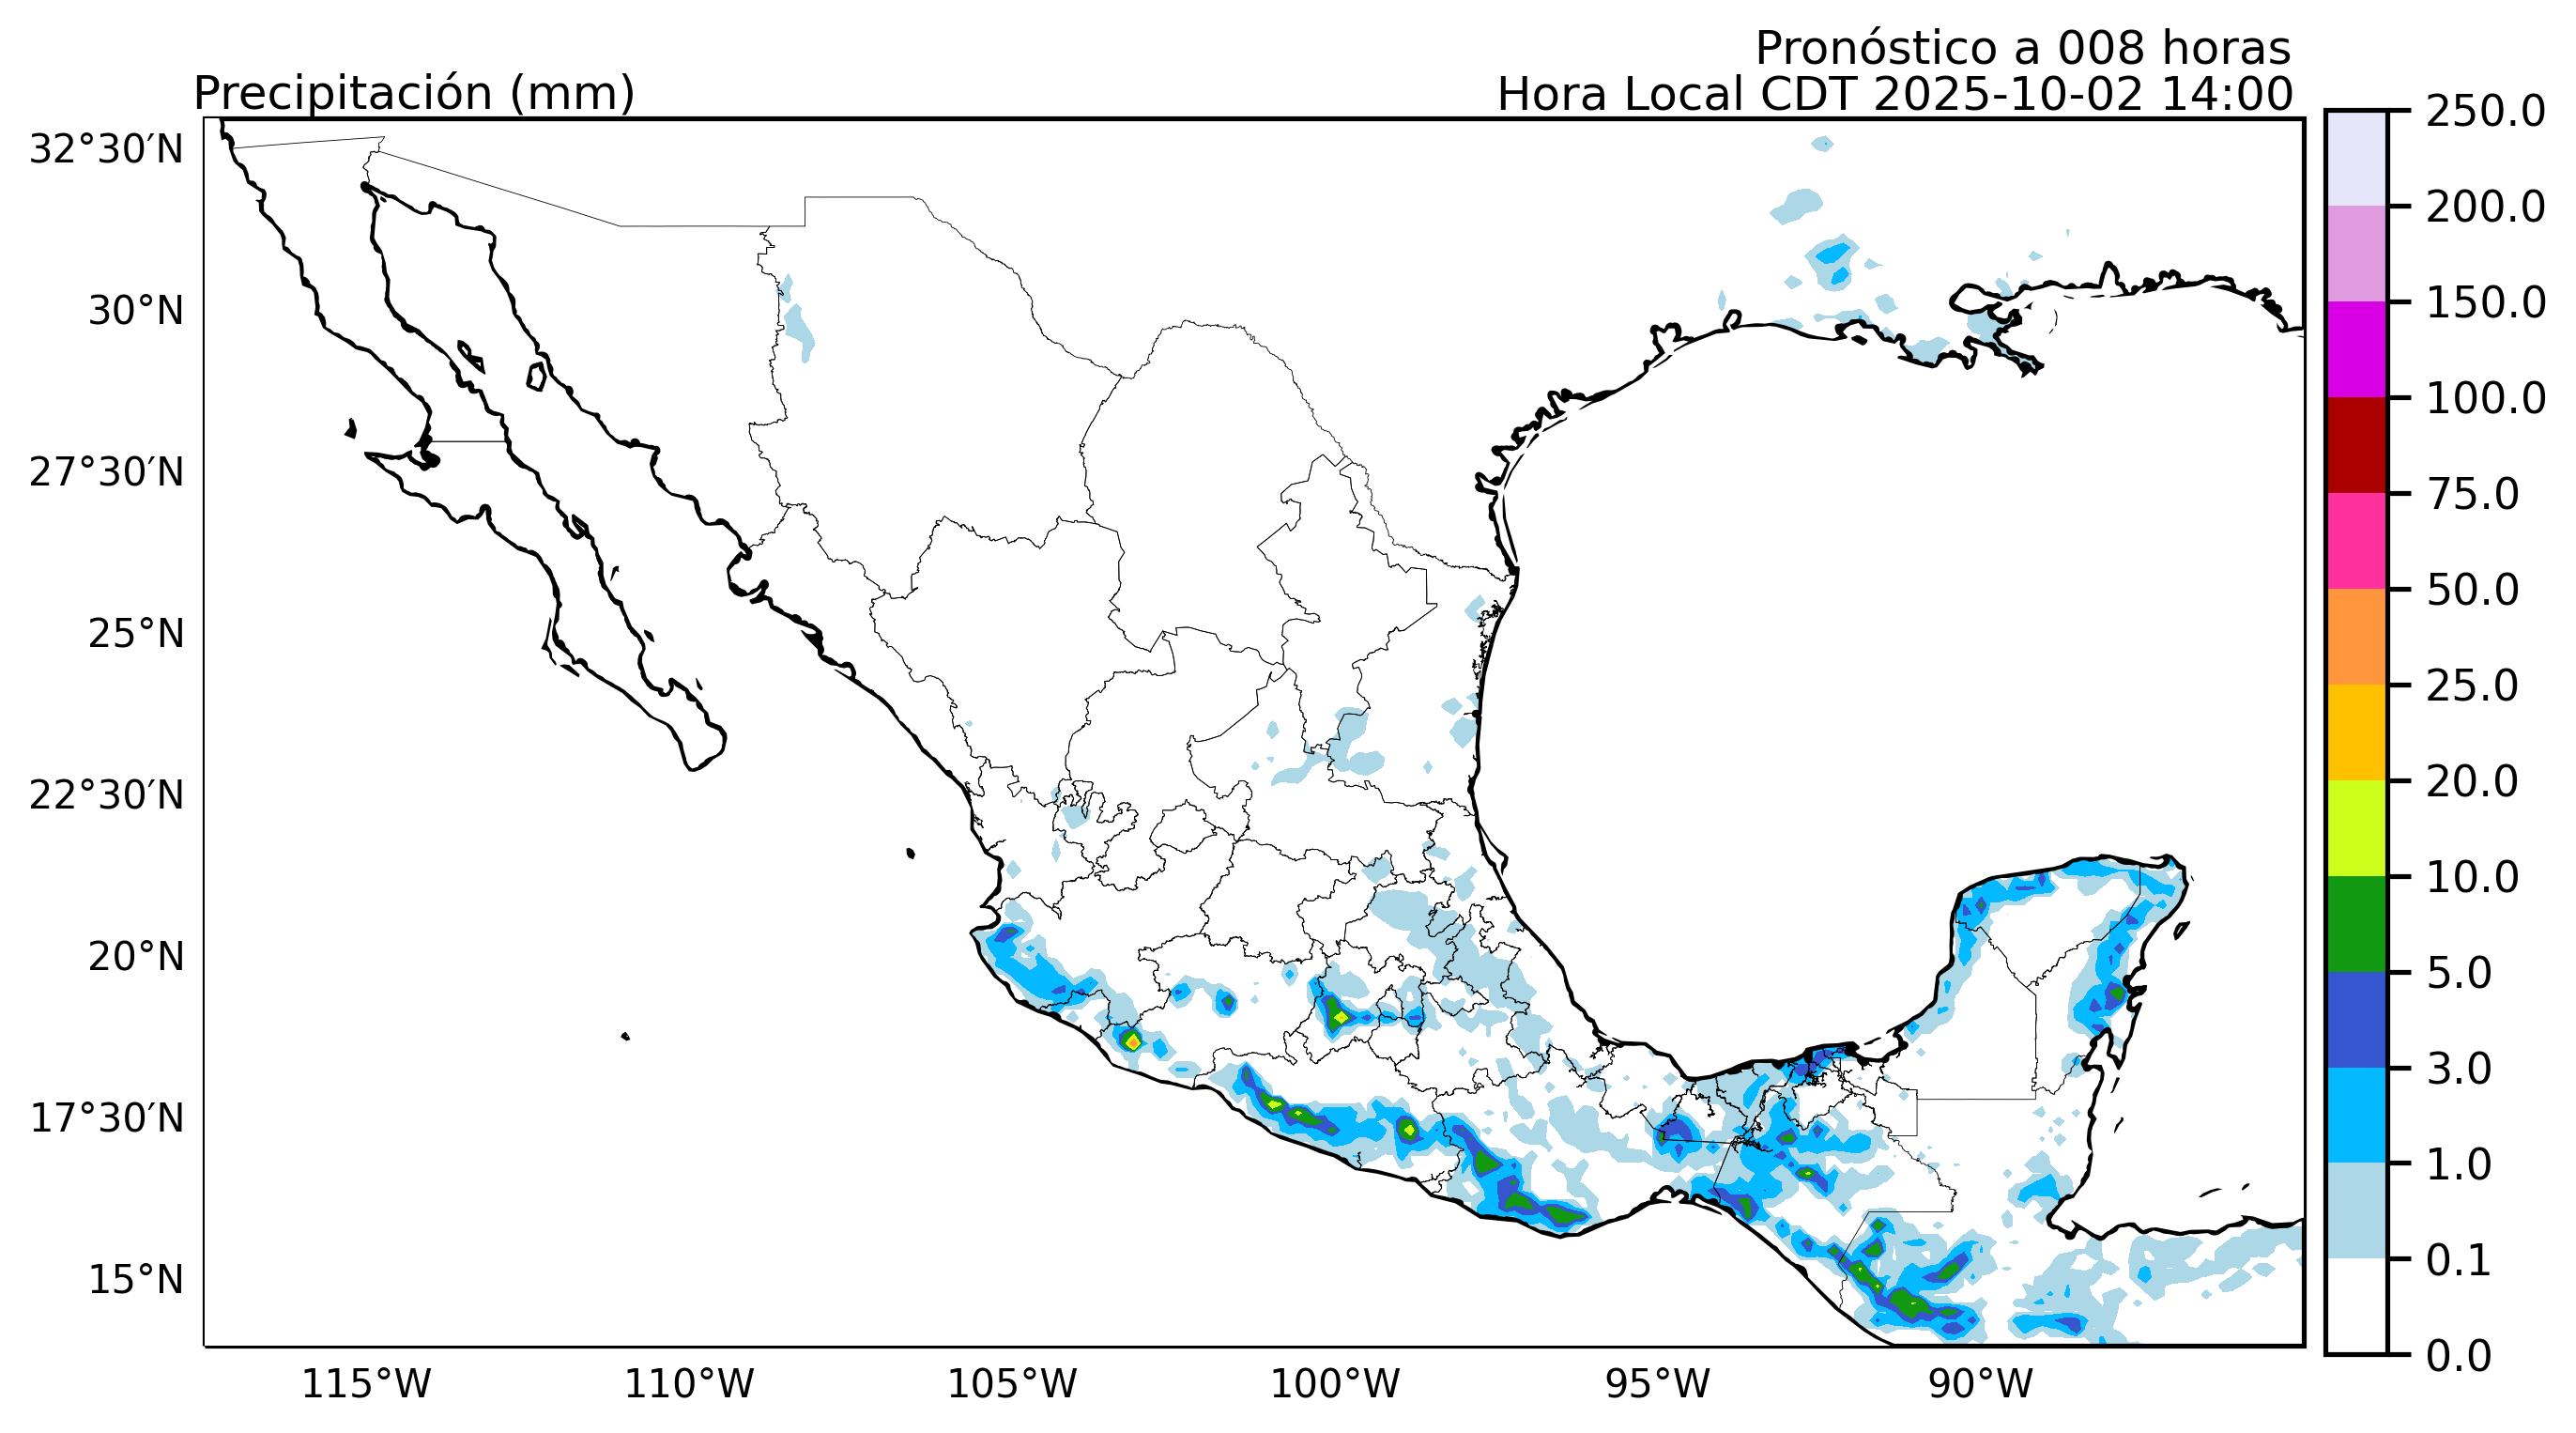 Pronóstico a 008 horas
Precipitación (mm)
Hora Local CDT 2025-10-02 14:00
32°30′N
30°N
27°30′N
25°N
22°30′N
20°N
17°30′N
15°N
115°W
110°W
105°W
100°W
95°W
90°W
250.0
200.0
150.0
100.0
75.0
50.0
25.0
20.0
10.0
5.0
3.0
1.0
0.1
0.0